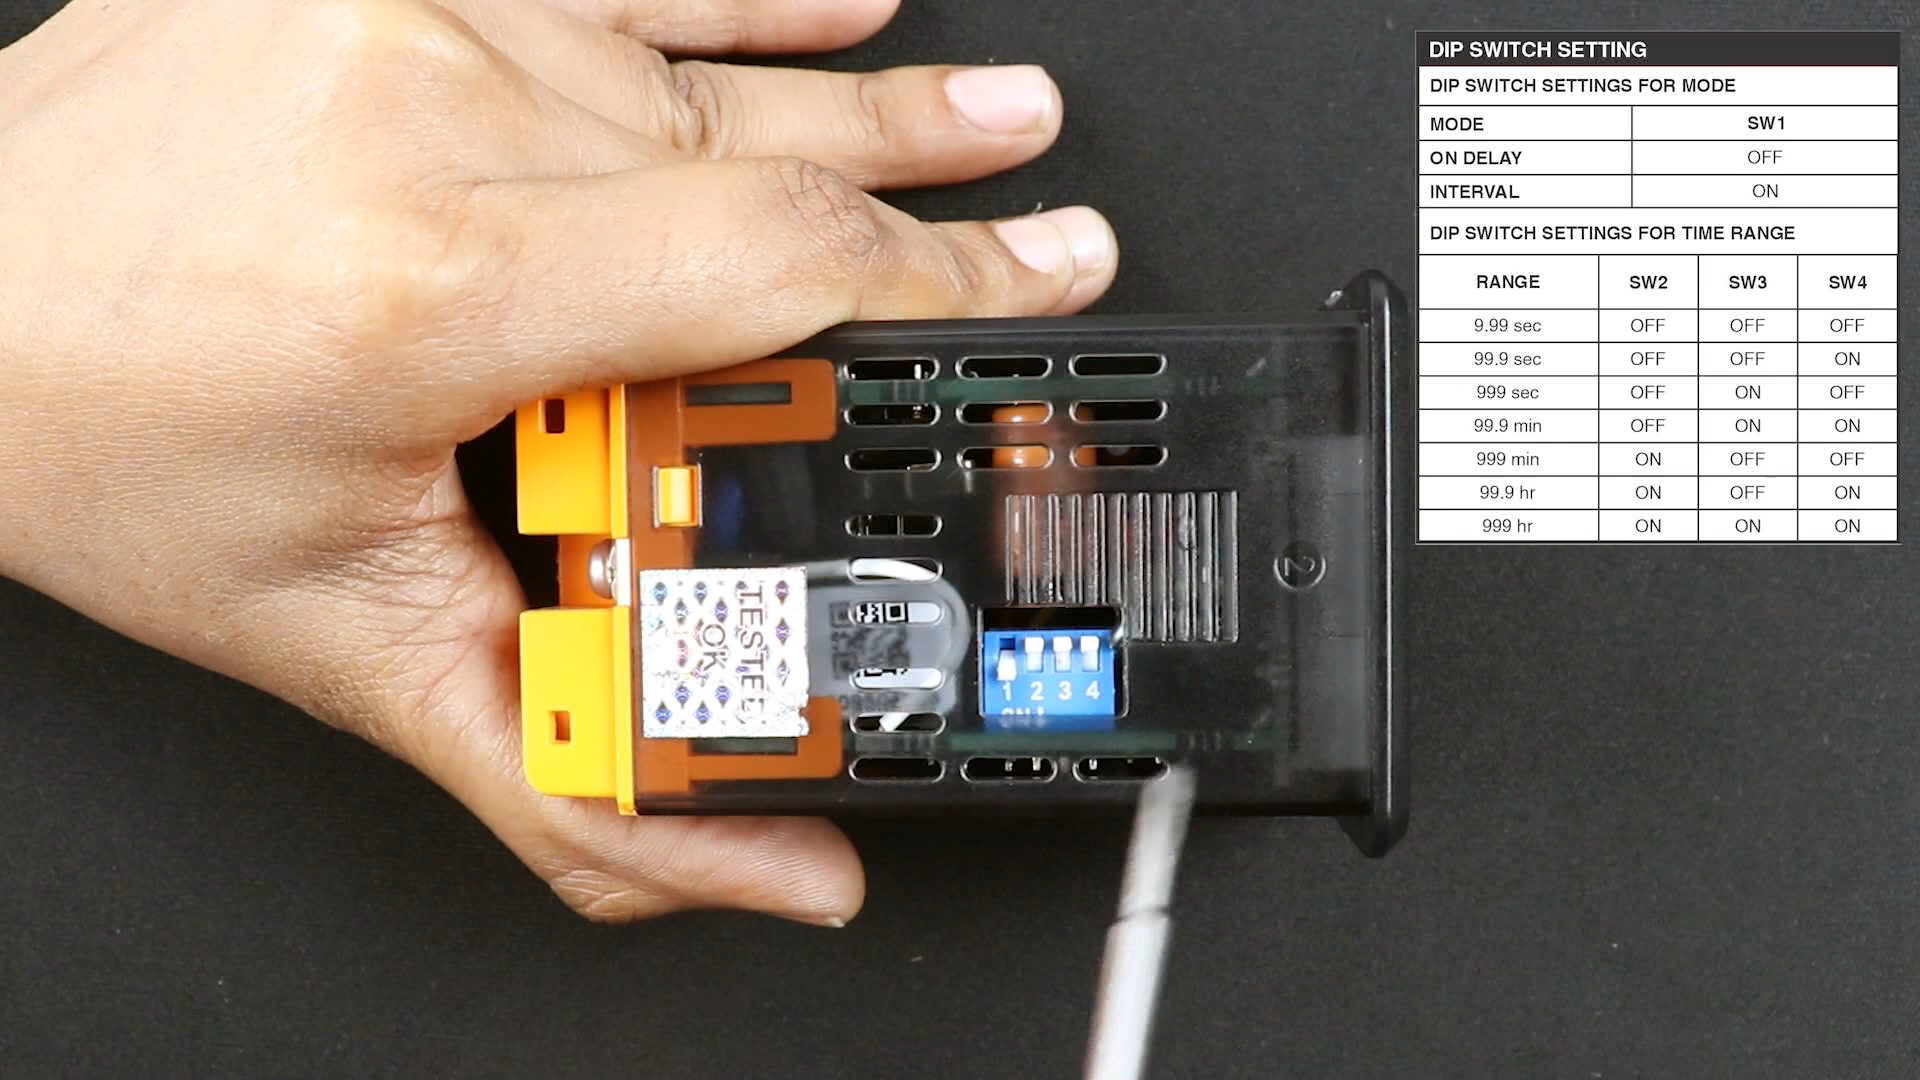 DIP SWITCH SETTING
DIP SWITCH SETTINGS FOR MODE
MODE SW1
ON DELAY OFF
INTERVAL ON
DIP SWITCH SETTINGS FOR TIME RANGE
RANGE SW2 SW3 SW4
9.99 sec OFF OFF OFF
99.9 sec OFF OFF ON
999 sec OFF ON OFF
99.9 min OFF ON ON
999 min ON OFF OFF
99.9 hr ON OFF ON
999 hr ON ON ON
TESTED
OK
2
1 2 3 4
ON↓